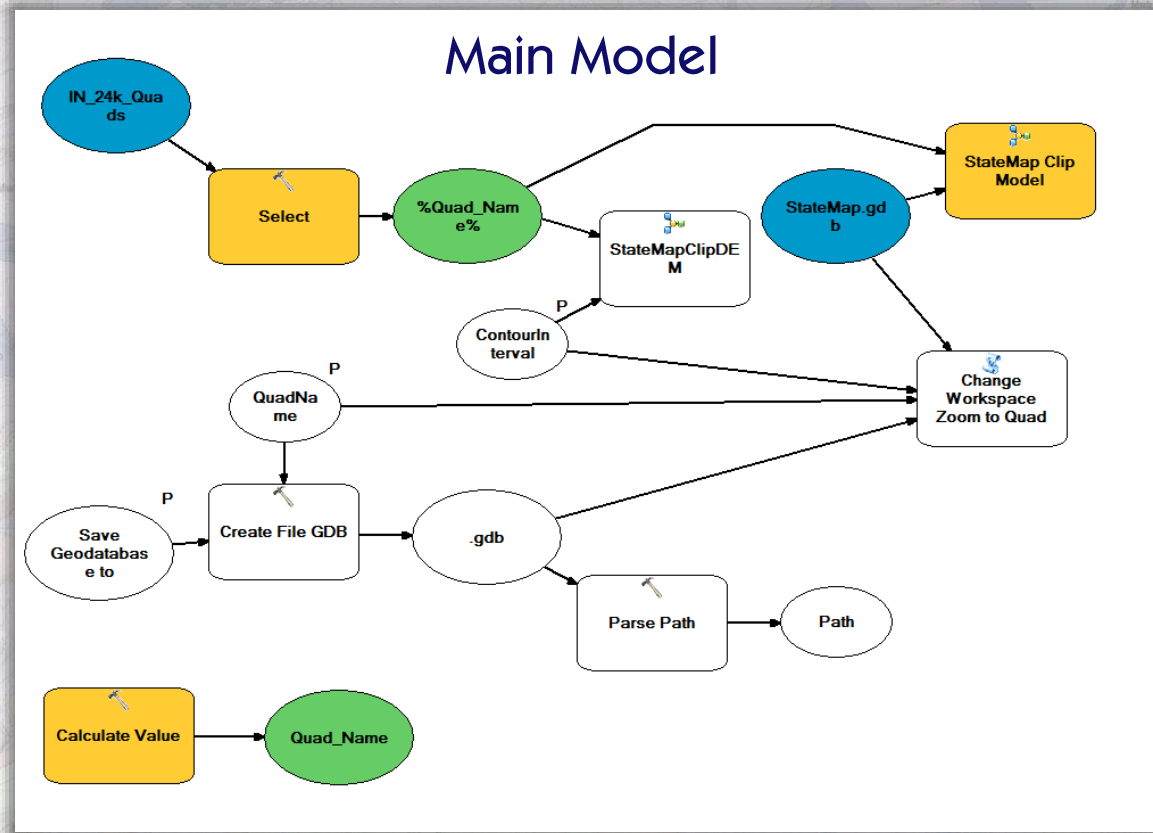 Main Model
IN_24k_Qua
ds
Select
%Quad_Nam
e%
StateMap Clip
Model
StateMap.gd
b
StateMapClipDE
M
P
ContourIn
terval
P
QuadNa
me
Change
Workspace
Zoom to Quad
P
Save
Geodatabas
e to
Create File GDB
.gdb
Parse Path
Path
Calculate Value
Quad_Name